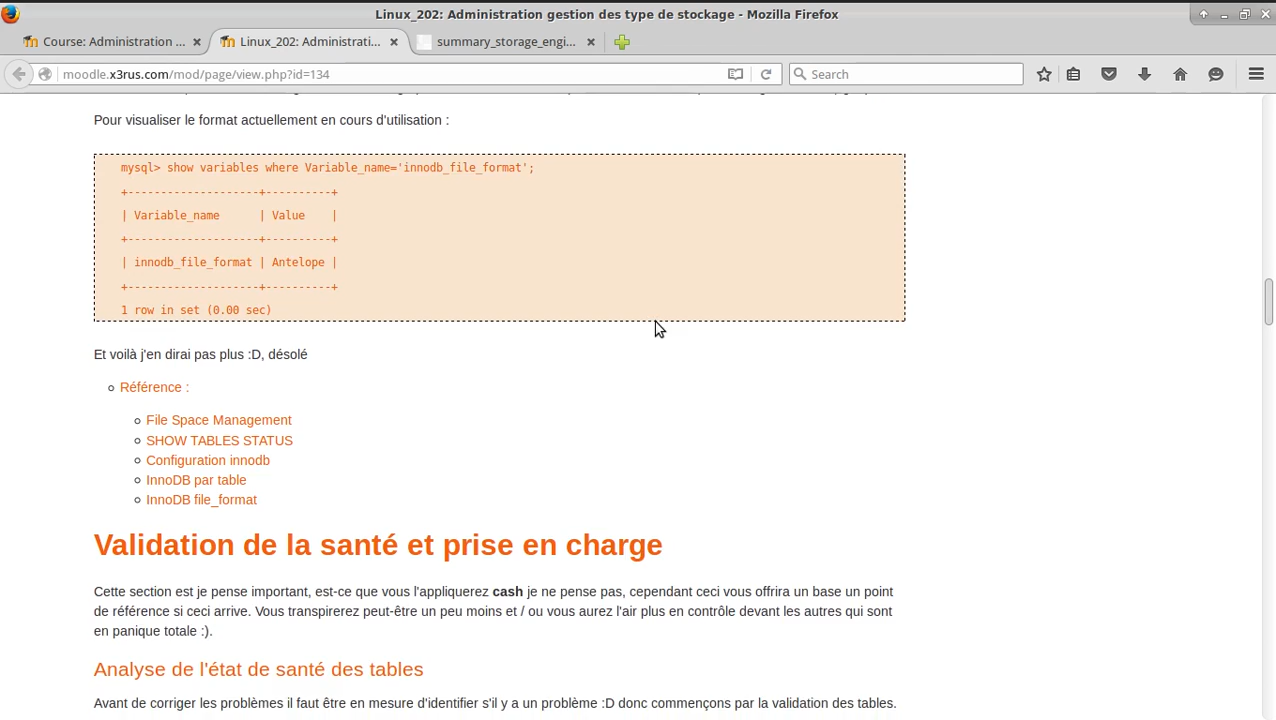 Linux_202: Administration gestion des type de stockage - Mozilla Firefox
Course: Administration ...
Linux_202: Administrati...
summary_storage_engi...
moodle.x3rus.com/mod/page/view.php?id=134
Search
Pour visualiser le format actuellement en cours d'utilisation :
mysql> show variables where Variable_name='innodb_file_format';
+-------------------+----------+
| Variable_name | Value |
+-------------------+----------+
| innodb_file_format | Antelope |
+-------------------+----------+
1 row in set (0.00 sec)
Et voilà j'en dirai pas plus :D, désolé
Référence :
File Space Management
SHOW TABLES STATUS
Configuration innodb
InnoDB par table
InnoDB file_format
Validation de la santé et prise en charge
Cette section est je pense important, est-ce que vous l'appliquerez cash je ne pense pas, cependant ceci vous offrira un base un point
de référence si ceci arrive. Vous transpirerez peut-être un peu moins et / ou vous aurez l'air plus en contrôle devant les autres qui sont
en panique totale :).
Analyse de l'état de santé des tables
Avant de corriger les problèmes il faut être en mesure d'identifier s'il y a un problème :D donc commençons par la validation des tables.